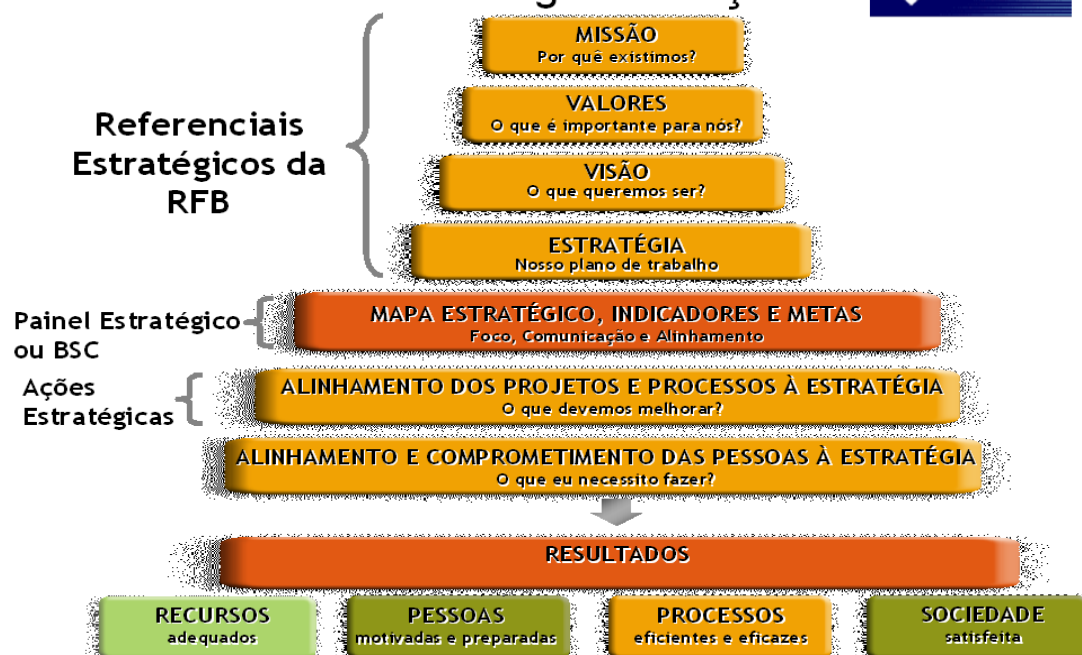 MISSÃO
Por quê existimos?
VALORES
O que é importante para nós?
Referenciais
Estratégicos da
RFB
VISÃO
O que queremos ser?
ESTRATÉGIA
Nosso plano de trabalho
Painel Estratégico
ou BSC
MAPA ESTRATÉGICO, INDICADORES E METAS
Foco, Comunicação e Alinhamento
Ações
Estratégicas
ALINHAMENTO DOS PROJETOS E PROCESSOS À ESTRATÉGIA
O que devemos melhorar?
ALINHAMENTO E COMPROMETIMENTO DAS PESSOAS À ESTRATÉGIA
O que eu necessito fazer?
RESULTADOS
RECURSOS
adequados
PESSOAS
motivadas e preparadas
PROCESSOS
eficientes e eficazes
SOCIEDADE
satisfeita